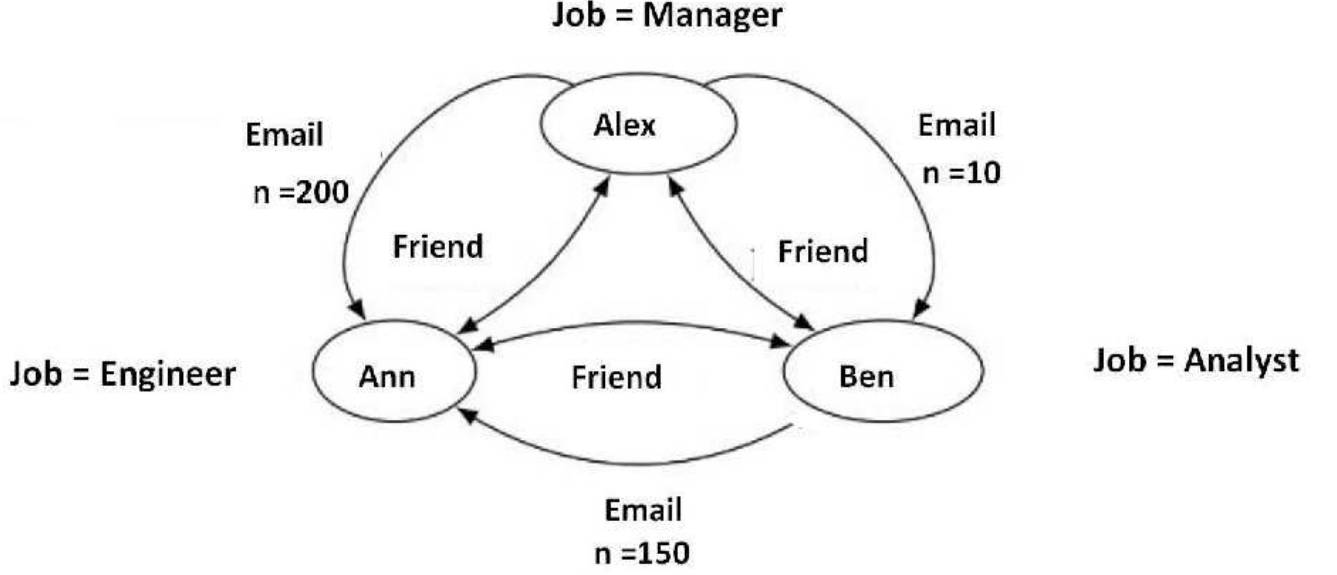 Job = Manager
Alex
Email
n =200
Email
n =10
Friend
Friend
Job = Engineer
Ann
Friend
Ben
Job = Analyst
Email
n =150